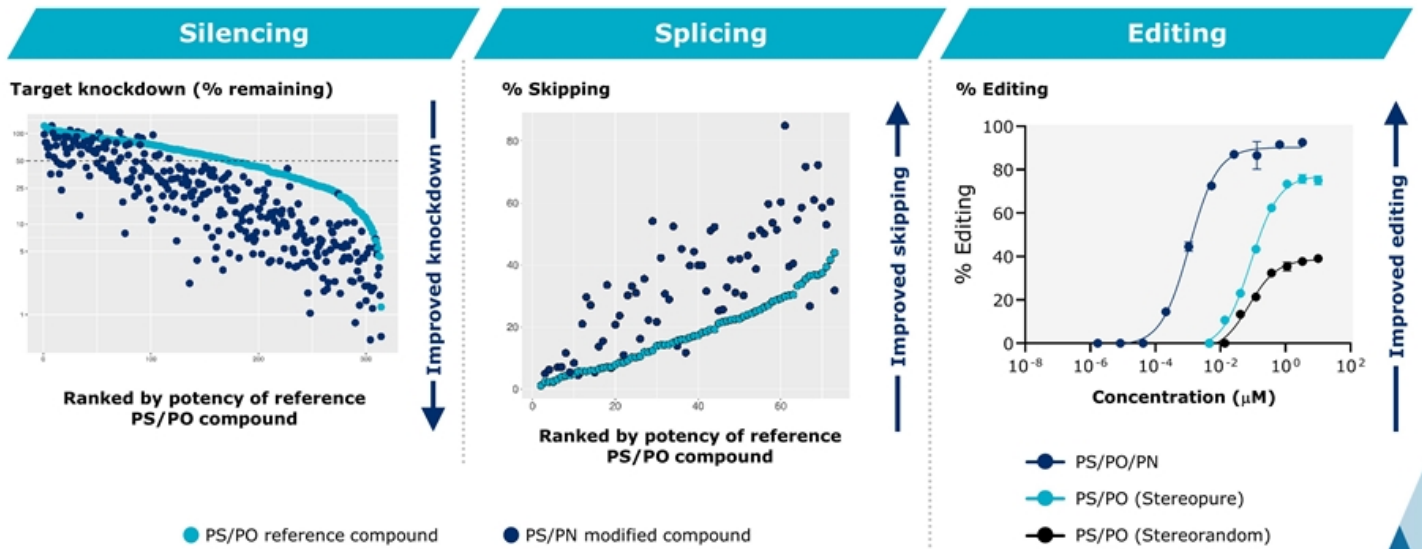 Silencing
Splicing
Editing
Target knockdown (% remaining)
100
50
25
10
5
1
0
100
200
300
Ranked by potency of reference
PS/PO compound
Improved knockdown
% Skipping
80
60
40
20
0
0
20
40
60
Ranked by potency of reference
PS/PO compound
Improved skipping
% Editing
% Editing
100
80
60
40
20
0
10⁻⁸
10⁻⁶
10⁻⁴
10⁻²
10⁰
10²
Concentration (μM)
Improved editing
PS/PO/PN
PS/PO (Stereopure)
PS/PO (Stereorandom)
PS/PO reference compound
PS/PN modified compound